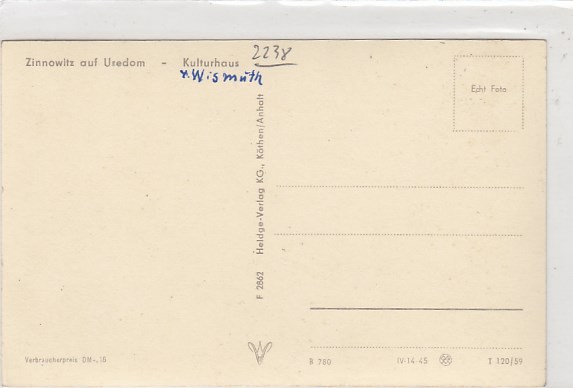 2238
Zinnowitz auf Usedom - Kulturhaus
v. Wismuth
Echt Foto
F 2862 Heldge-Verlag KG., Köthen/Anhalt
Verbraucherpreis DM -,16
B 780 IV-14-45 T 120/59